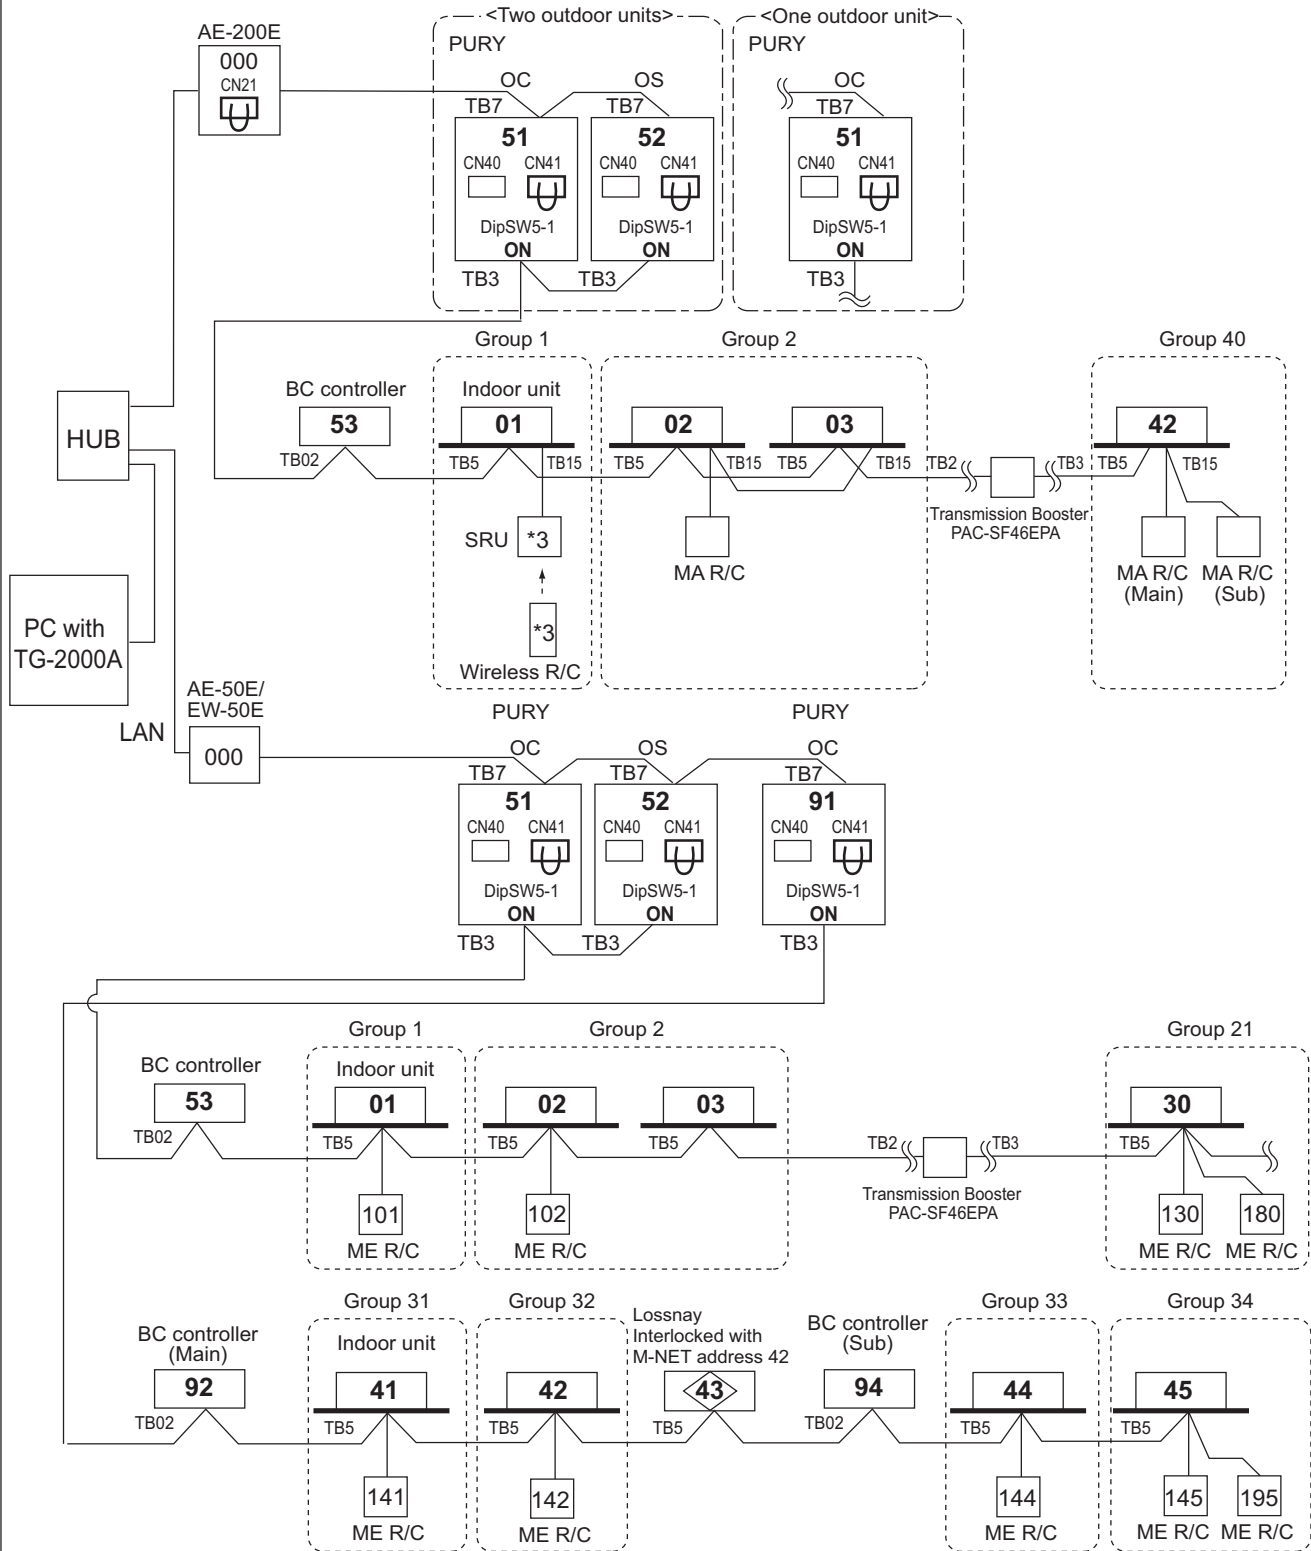 <Two outdoor units>
<One outdoor unit>
AE-200E
000
CN21
PURY
OC
OS
TB7
TB7
51
52
CN40
CN41
CN40
CN41
DipSW5-1
ON
DipSW5-1
ON
TB3
TB3
PURY
OC
TB7
51
CN40
CN41
DipSW5-1
ON
TB3
Group 1
Group 2
Group 40
BC controller
Indoor unit
53
01
02
03
42
TB02
TB5
TB15
TB5
TB15
TB5
TB15
TB2
TB3
TB5
TB15
Transmission Booster
PAC-SF46EPA
HUB
SRU
*3
MA R/C
MA R/C
(Main)
MA R/C
(Sub)
*3
Wireless R/C
PC with
TG-2000A
LAN
AE-50E/
EW-50E
000
PURY
PURY
OC
OS
OC
TB7
TB7
TB7
51
52
91
CN40
CN41
CN40
CN41
CN40
CN41
DipSW5-1
ON
DipSW5-1
ON
DipSW5-1
ON
TB3
TB3
TB3
Group 1
Group 2
Group 21
BC controller
Indoor unit
53
01
02
03
30
TB02
TB5
TB5
TB5
TB2
TB3
TB5
Transmission Booster
PAC-SF46EPA
101
102
130
180
ME R/C
ME R/C
ME R/C
ME R/C
Group 31
Group 32
Group 33
Group 34
BC controller
(Main)
Indoor unit
Lossnay
Interlocked with
M-NET address 42
BC controller
(Sub)
92
41
42
43
94
44
45
TB02
TB5
TB5
TB5
TB02
TB5
TB5
141
142
144
145
195
ME R/C
ME R/C
ME R/C
ME R/C
ME R/C